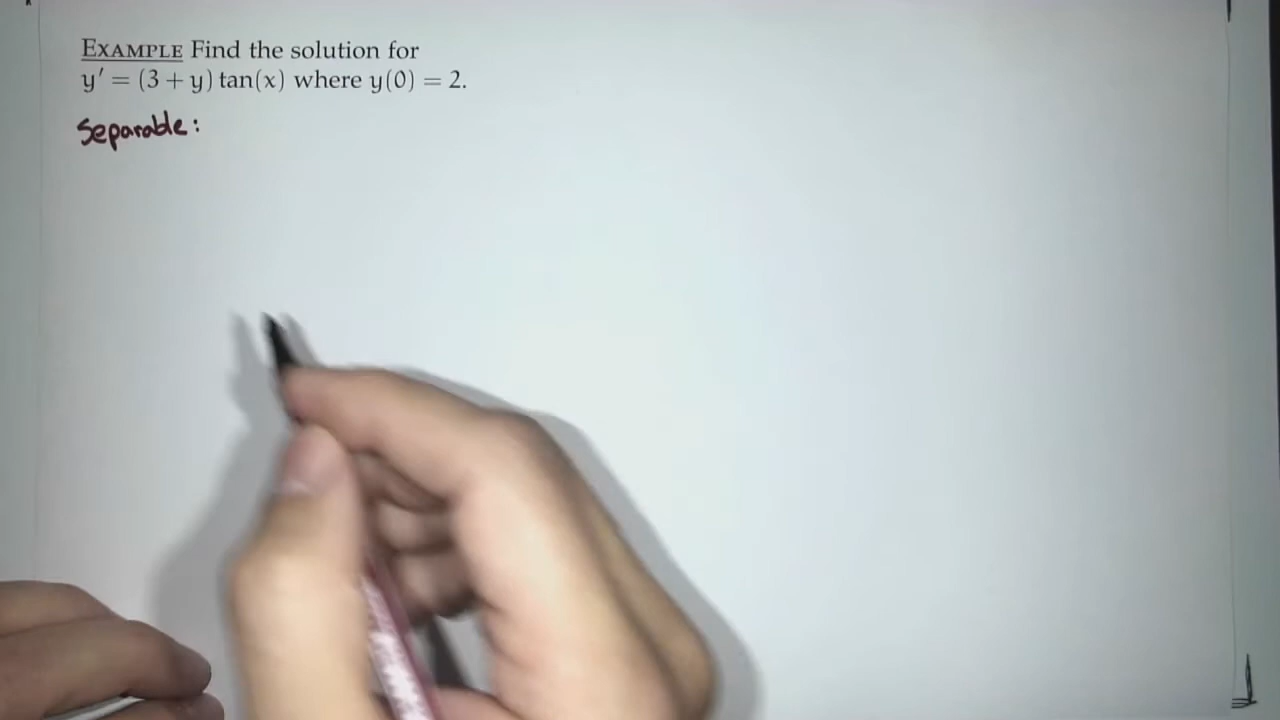 EXAMPLE Find the solution for
y′ = (3 + y) tan(x) where y(0) = 2.
Separable: